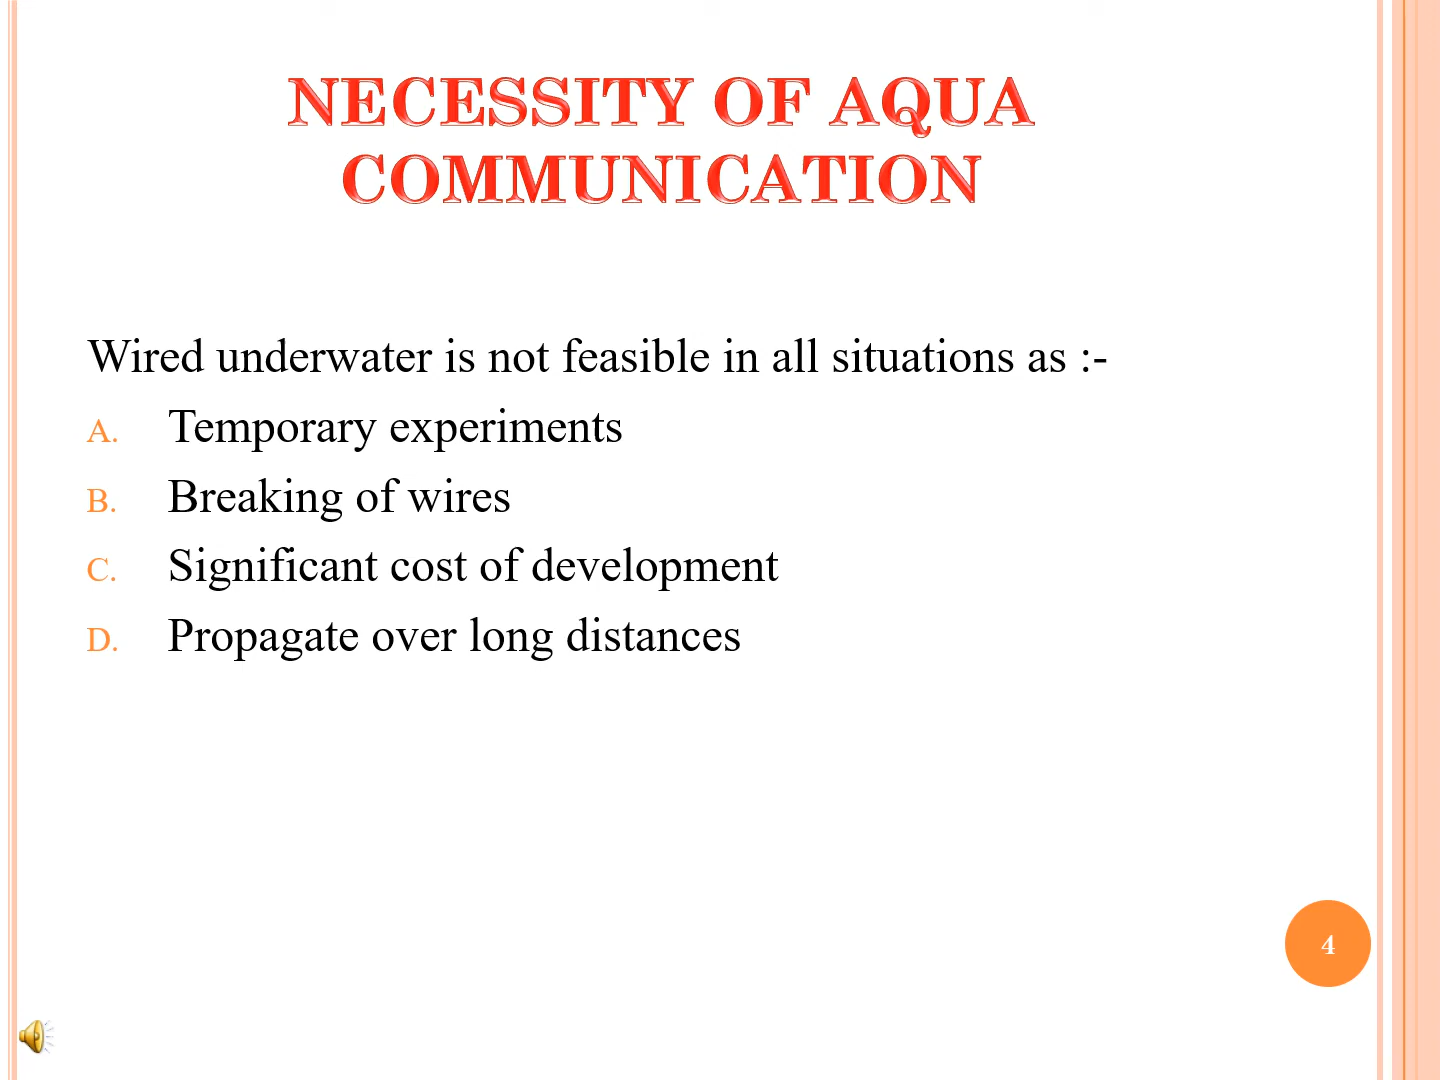 NECESSITY OF AQUA
COMMUNICATION
Wired underwater is not feasible in all situations as :-
A. Temporary experiments
B. Breaking of wires
C. Significant cost of development
D. Propagate over long distances
4